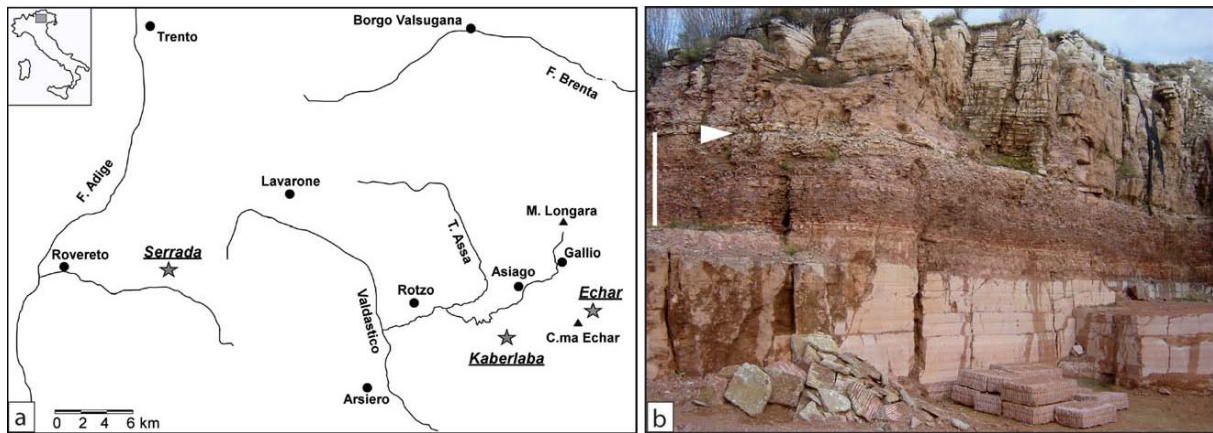 Trento
Borgo Valsugana
F. Brenta
F. Adige
Lavarone
M. Longara
T. Assa
Gallio
Rovereto
Serrada
Asiago
Rotzo
Echar
Valdastico
C.ma Echar
Kaberlaba
Arsiero
0 2 4 6 km
a
b